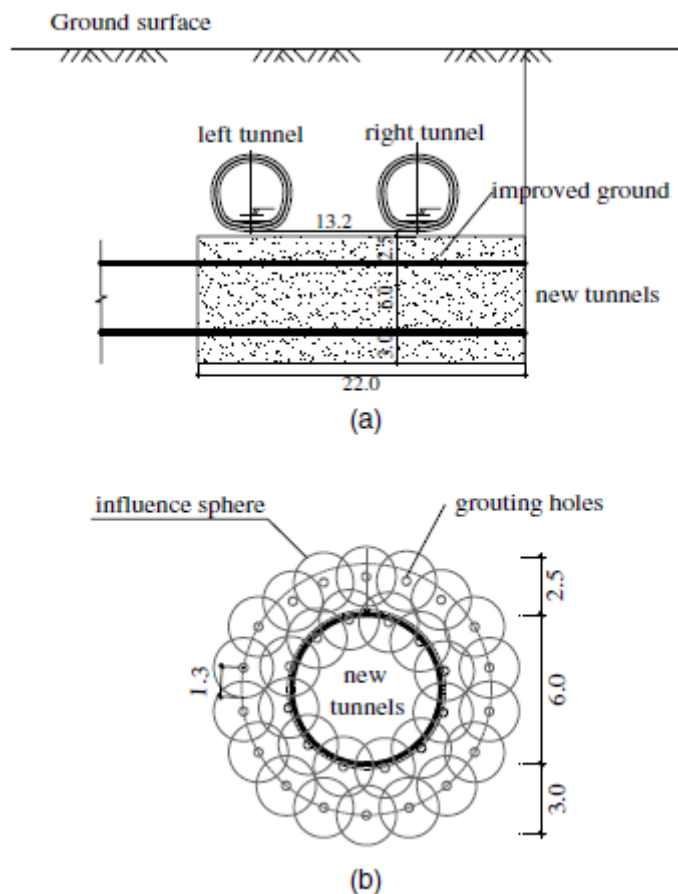 Ground surface
left tunnel
right tunnel
improved ground
13.2
2.5
6.0
new tunnels
3.0
22.0
(a)
influence sphere
grouting holes
2.5
1.3
new
tunnels
6.0
3.0
(b)